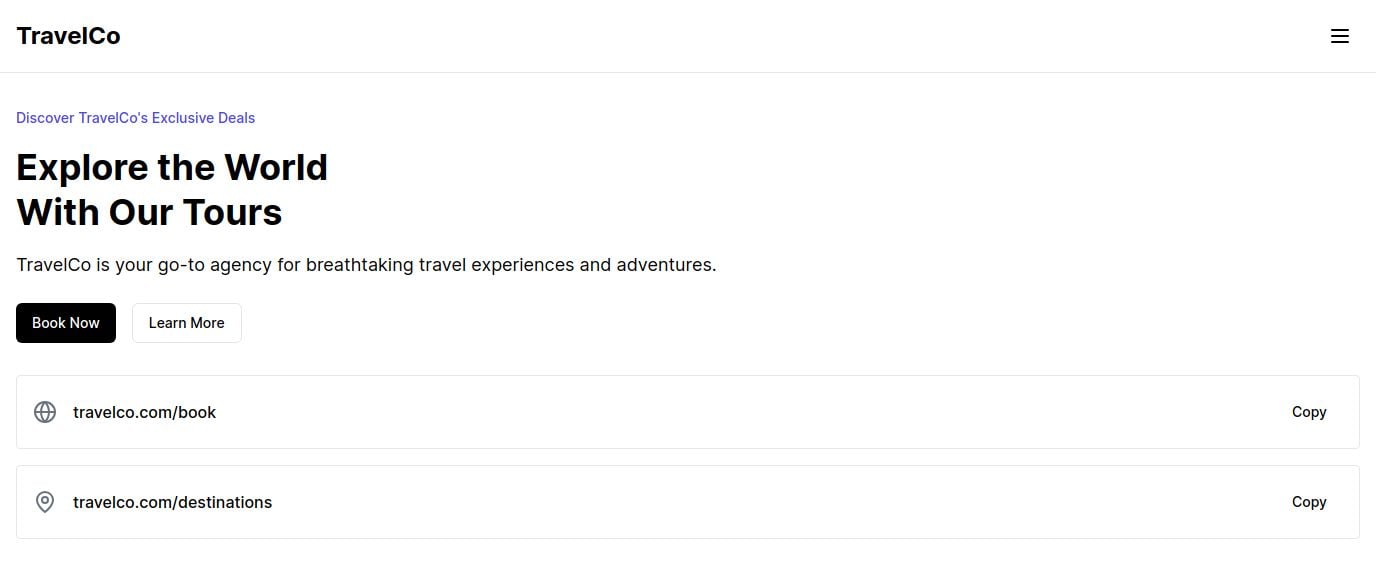 TravelCo
Discover TravelCo's Exclusive Deals
Explore the World
With Our Tours
TravelCo is your go-to agency for breathtaking travel experiences and adventures.
Book Now
Learn More
travelco.com/book
Copy
travelco.com/destinations
Copy